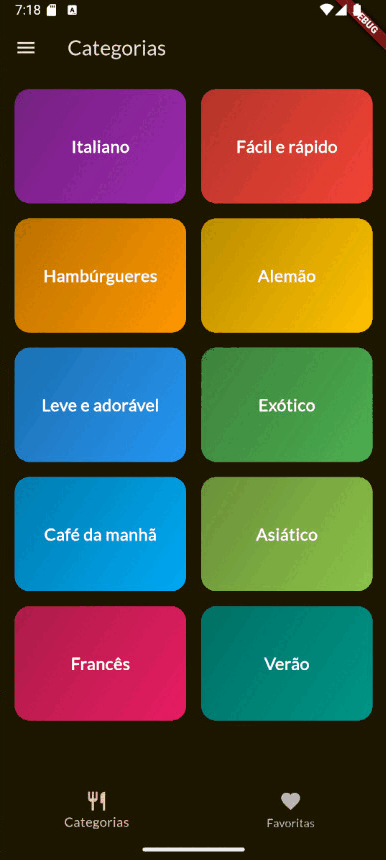 7:18
DEBUG
Categorias
Italiano
Fácil e rápido
Hambúrgueres
Alemão
Leve e adorável
Exótico
Café da manhã
Asiático
Francês
Verão
Categorias
Favoritas